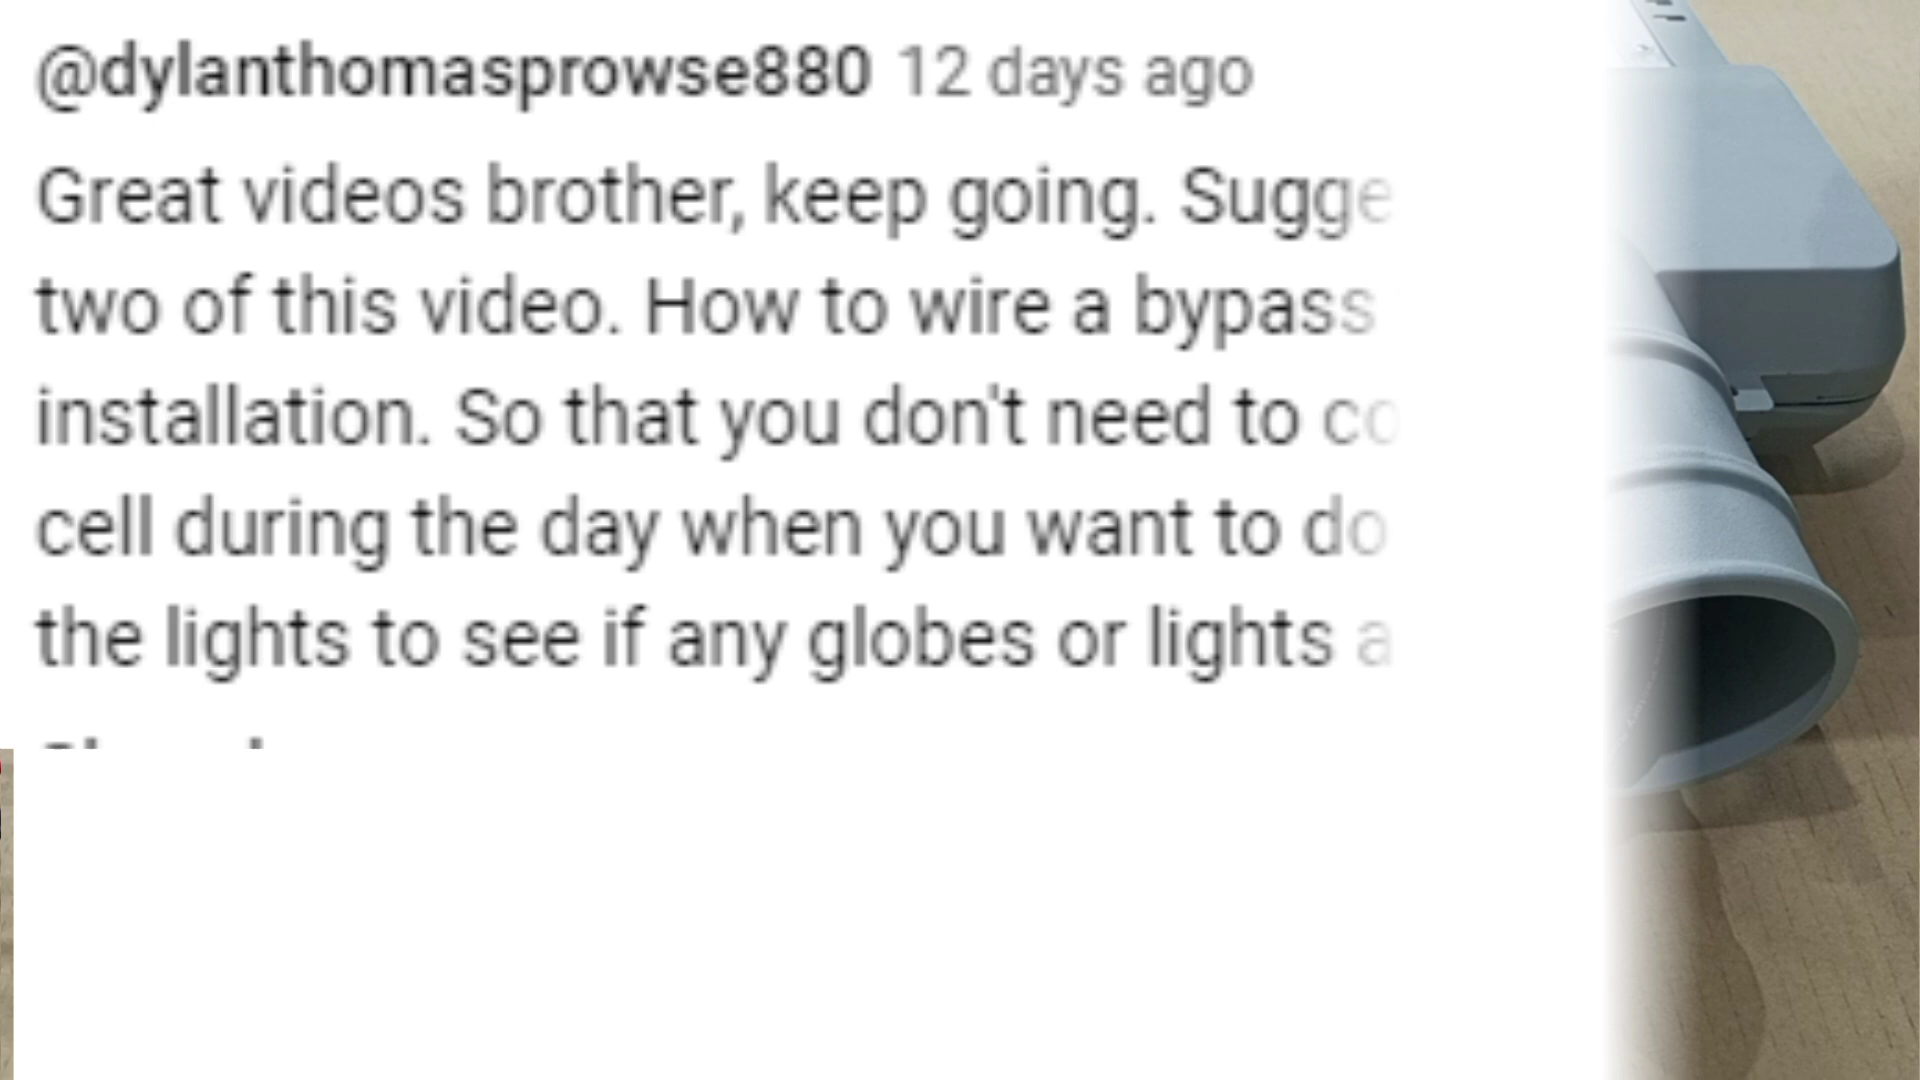 @dylanthomasprowse880 12 days ago
Great videos brother, keep going.
two of this video. How to wire a bypass
installation. So that you don't need to
cell during the day when you want to do
the lights to see if any globes or lights